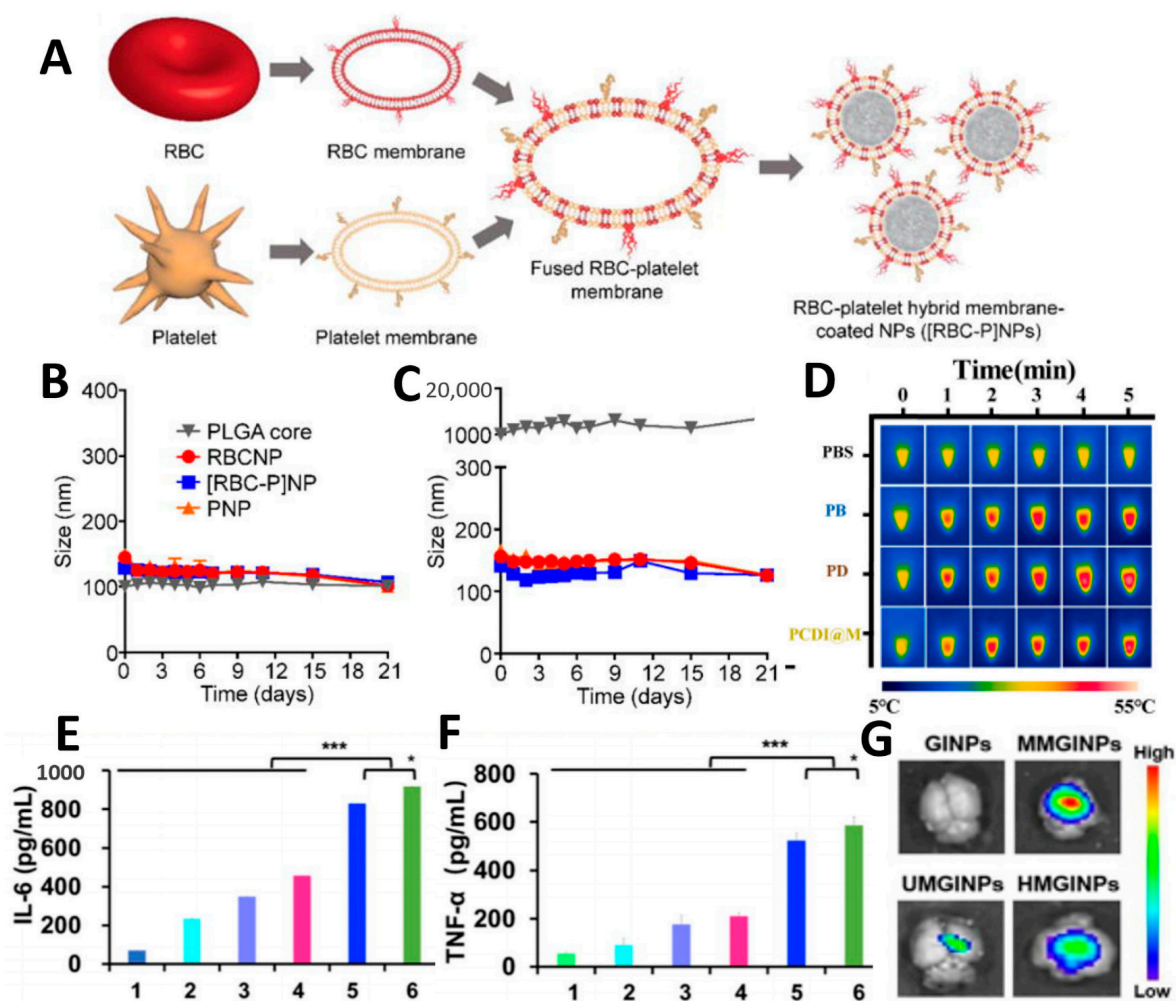 A
RBC
RBC membrane
Platelet
Platelet membrane
Fused RBC-platelet
membrane
RBC-platelet hybrid membrane-
coated NPs ([RBC-P]NPs)
B
400
300
200
100
0
Size (nm)
PLGA core
RBCNP
[RBC-P]NP
PNP
0 3 6 9 12 15 18 21
Time (days)
C
20,000
1000
300
200
100
0
Size (nm)
0 3 6 9 12 15 18 21
Time (days)
D
Time(min)
0 1 2 3 4 5
PBS
PB
PD
PCDI@M
5°C
55°C
E
1000
800
600
400
200
0
IL-6 (pg/mL)
***
*
1 2 3 4 5 6
F
800
600
400
200
0
TNF-α (pg/mL)
***
*
1 2 3 4 5 6
G
GINPs MMGINPs
UMGINPs HMGINPs
High
Low